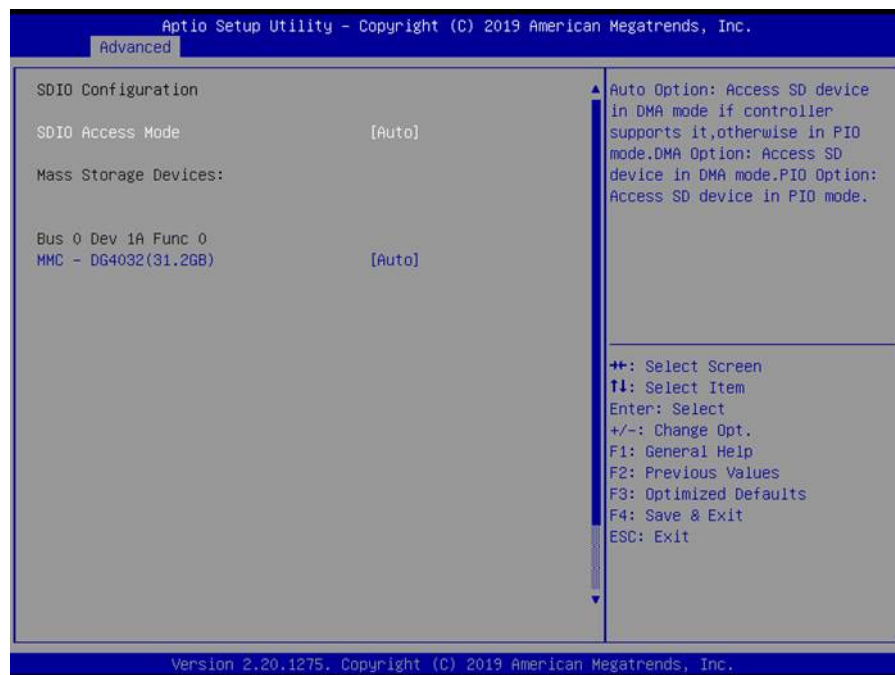 Aptio Setup Utility – Copyright (C) 2019 American Megatrends, Inc.
Advanced
SDIO Configuration
SDIO Access Mode [Auto]
Mass Storage Devices:
Bus 0 Dev 1A Func 0
MMC - DG4032(31.2GB) [Auto]
Auto Option: Access SD device
in DMA mode if controller
supports it,otherwise in PIO
mode.DMA Option: Access SD
device in DMA mode.PIO Option:
Access SD device in PIO mode.
→←: Select Screen
↑↓: Select Item
Enter: Select
+/-: Change Opt.
F1: General Help
F2: Previous Values
F3: Optimized Defaults
F4: Save & Exit
ESC: Exit
Version 2.20.1275. Copyright (C) 2019 American Megatrends, Inc.